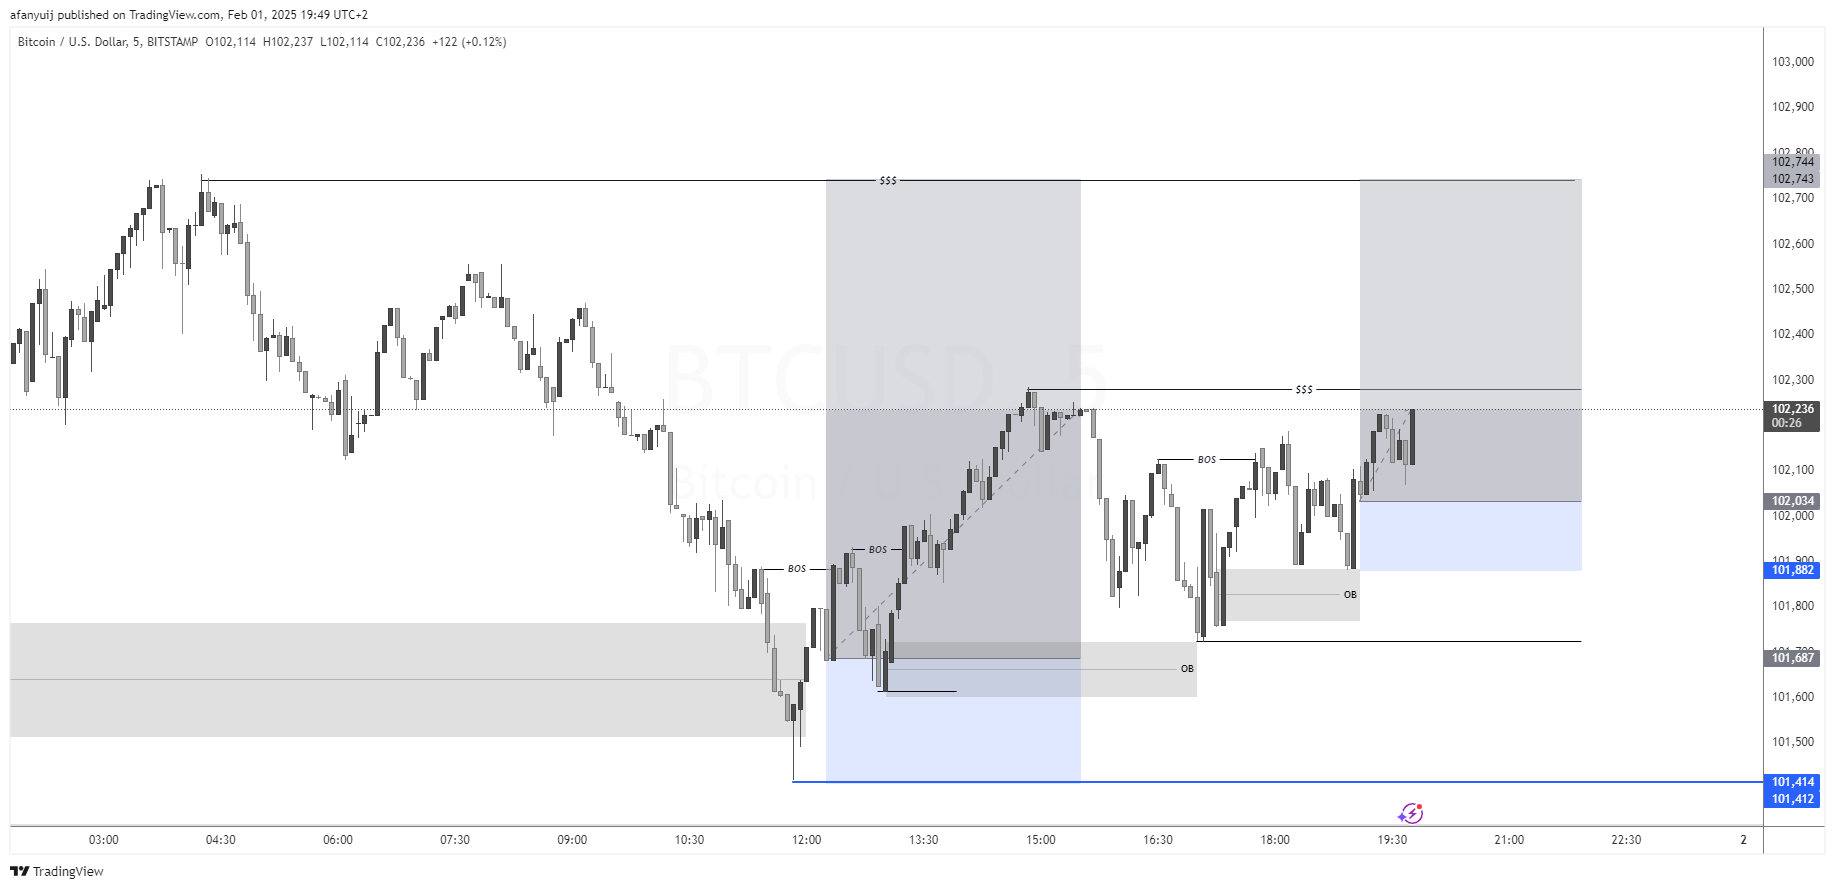 afanyuij published on TradingView.com, Feb 01, 2025 19:49 UTC+2
Bitcoin / U.S. Dollar, 5, BITSTAMP O102,114 H102,237 L102,114 C102,236 +122 (+0.12%)
103,000
102,900
102,800
102,744
$$$
102,743
102,700
102,600
102,500
102,400
BTCUSD, 5
102,300
$$$
102,236
00:26
BOS
102,100
Bitcoin / U.S. Dollar
102,034
102,000
BOS
101,900
BOS
101,882
OB
101,800
101,687
OB
101,600
101,500
101,414
101,412
03:00 04:30 06:00 07:30 09:00 10:30 12:00 13:30 15:00 16:30 18:00 19:30 21:00 22:30 2
TradingView